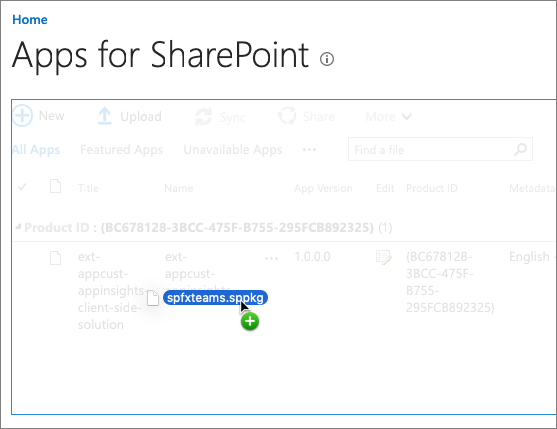 Home
Apps for SharePoint
New Upload Sync Share More
All Apps Featured Apps Unavailable Apps ••• Find a file
Title Name App Version Edit Product ID Metadata
Product ID : {BC678128-3BCC-475F-B755-295FCB892325} (1)
ext- ext- ••• 1.0.0.0 {BC678128- English -
appcust- appcust- 3BCC-475F-
appinsights- appinsights- B755-
client-side- spfxteams.sppkg 295FCB892325}
solution